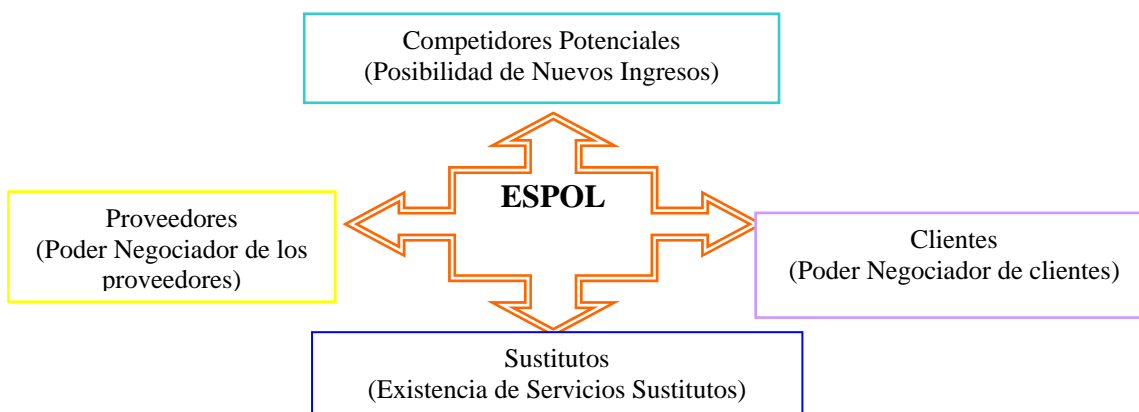 Competidores Potenciales
(Posibilidad de Nuevos Ingresos)
ESPOL
Proveedores
(Poder Negociador de los
proveedores)
Clientes
(Poder Negociador de clientes)
Sustitutos
(Existencia de Servicios Sustitutos)